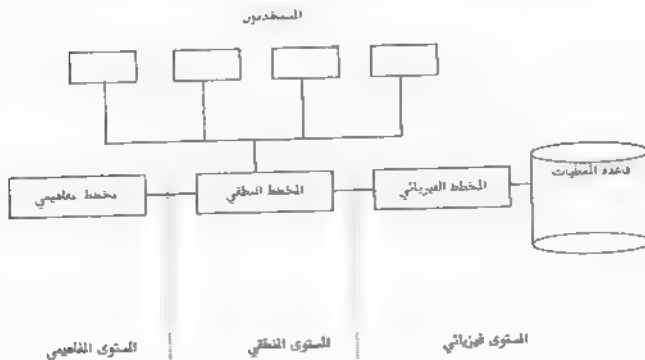 المستخدمون
قاعدة المعطيات
المخطط الفيزيائي
المخطط المنطقي
مخطط مفاهيمي
المستوى فيزيائي
المستوى المنطقي
المستوى المفاهيمي